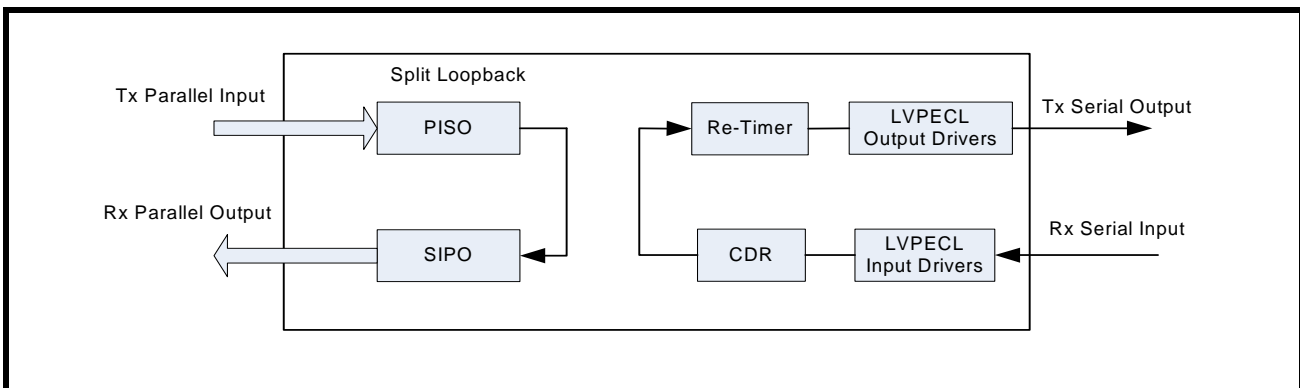 Split Loopback
Tx Parallel Input
PISO
Re-Timer
LVPECL
Output Drivers
Tx Serial Output
Rx Parallel Output
SIPO
CDR
LVPECL
Input Drivers
Rx Serial Input